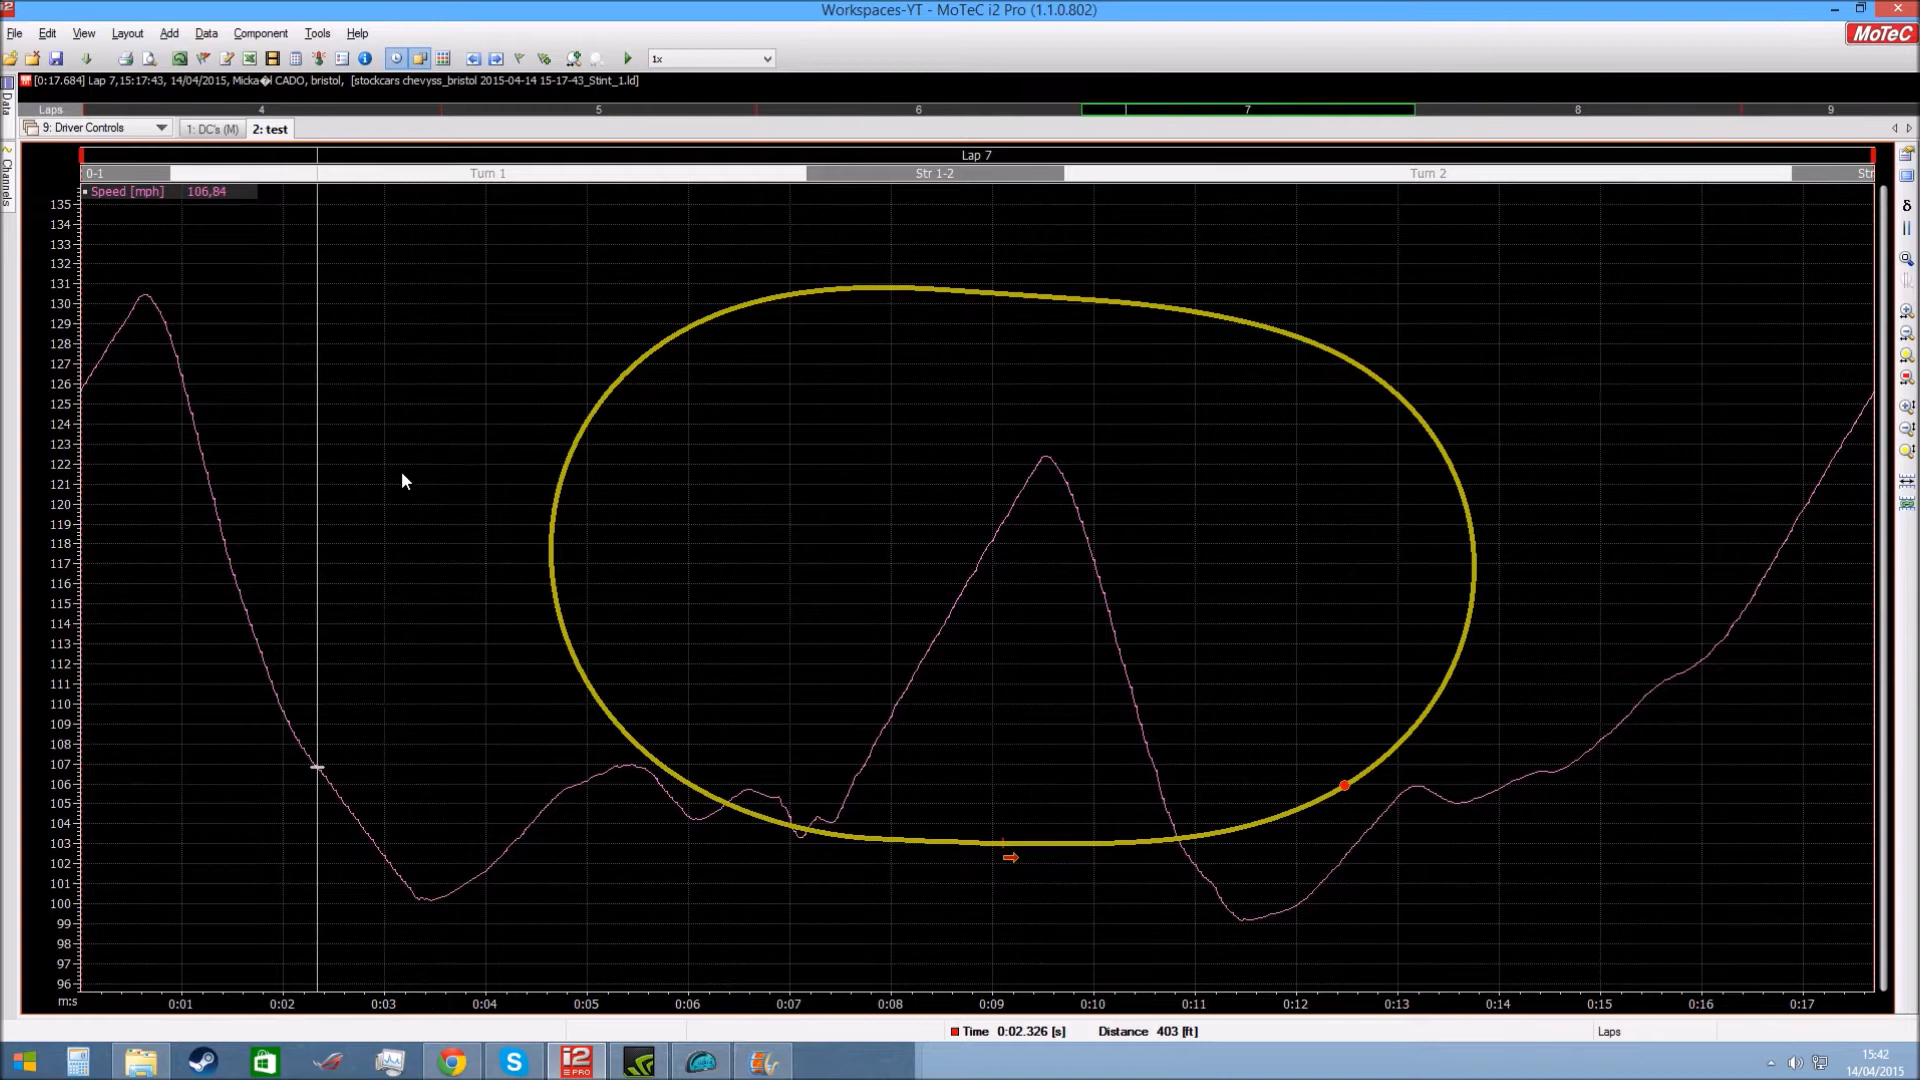 Workspaces-YT - MoTeC i2 Pro (1.1.0.802)
File Edit View Layout Add Data Component Tools Help
MoTeC
1x
[0:17.684] Lap 7,15:17:43, 14/04/2015, Micka�l CADO, bristol, [stockcars chevyss_bristol 2015-04-14 15-17-43_Stint_1.ld]
Laps 4 5 6 7 8 9
9: Driver Controls 1: DC's (M) 2: test
Data
Channels
Lap 7
0-1 Turn 1 Str 1-2 Turn 2 Str
Speed [mph] 106,84
135
134
133
132
131
130
129
128
127
126
125
124
123
122
121
120
119
118
117
116
115
114
113
112
111
110
109
108
107
106
105
104
103
102
101
100
99
98
97
96
m:s 0:01 0:02 0:03 0:04 0:05 0:06 0:07 0:08 0:09 0:10 0:11 0:12 0:13 0:14 0:15 0:16 0:17
Time 0:02.326 [s] Distance 403 [ft] Laps
i2 PRO
15:42
14/04/2015